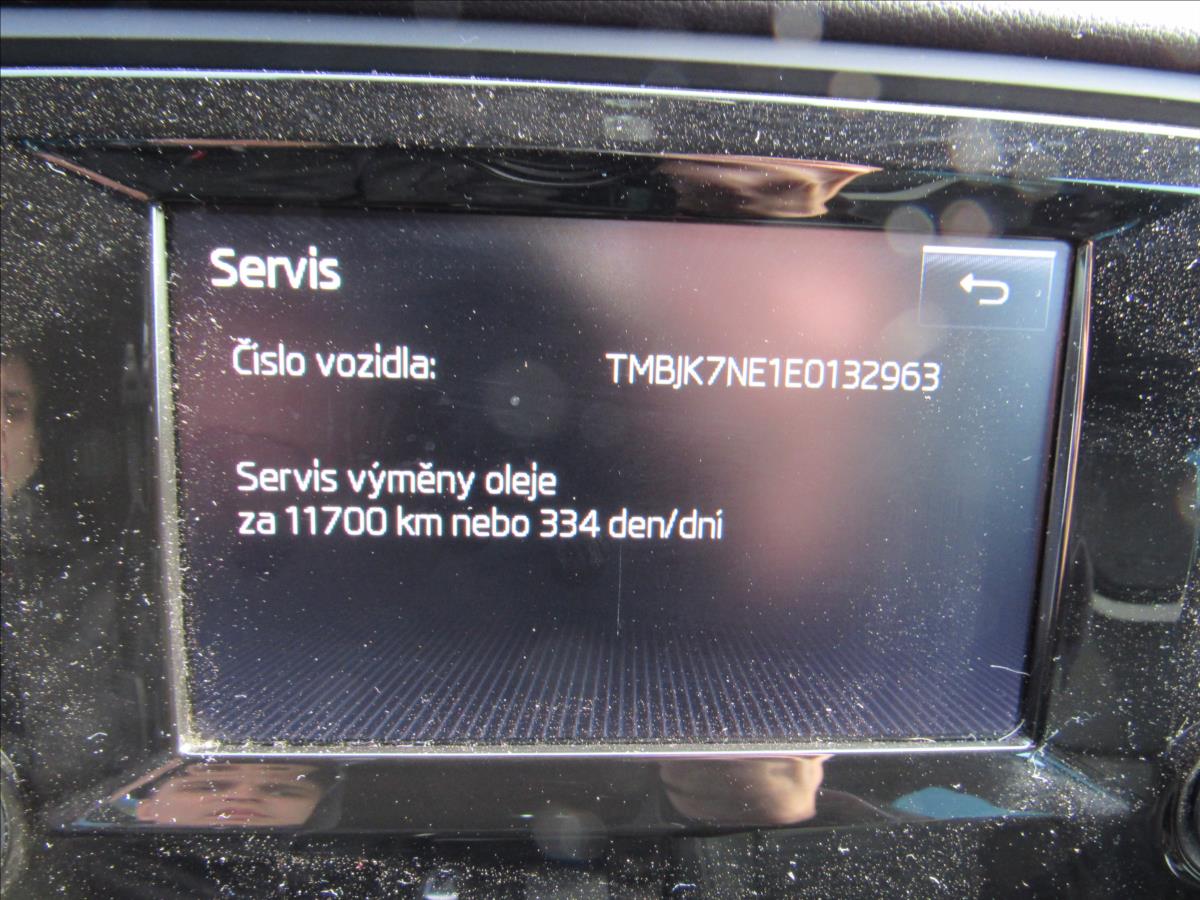 Servis
Číslo vozidla: TMBJK7NE1E0132963
Servis výměny oleje
za 11700 km nebo 334 den/dní